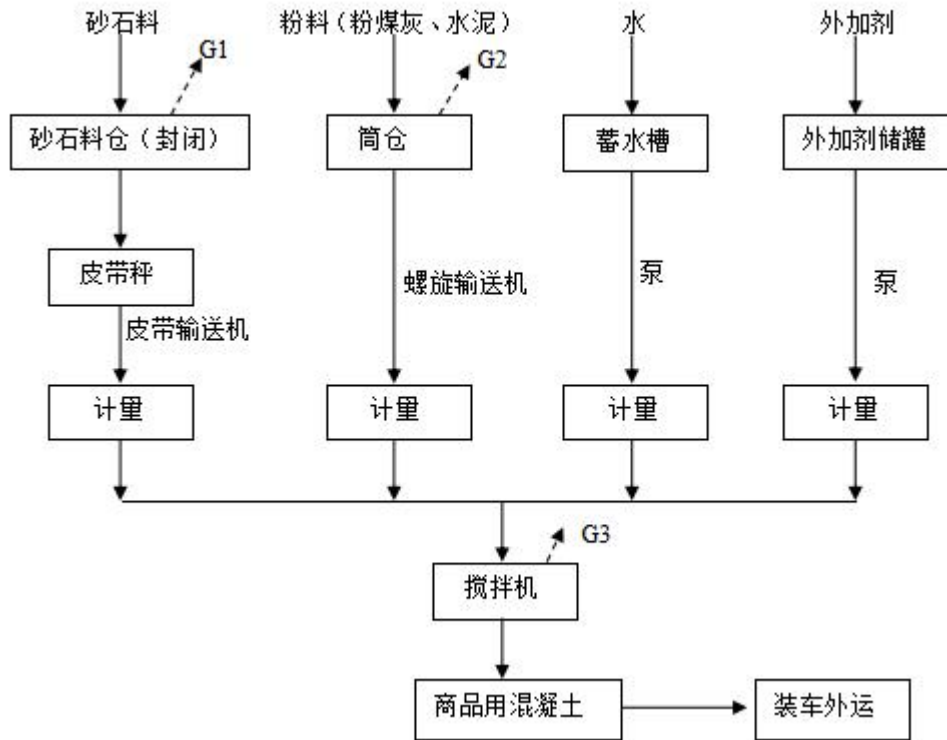 砂石料
粉料（粉煤灰、水泥）
水
外加剂
G1
G2
砂石料仓（封闭）
筒仓
蓄水槽
外加剂储罐
皮带秤
螺旋输送机
泵
泵
皮带输送机
计量
计量
计量
计量
G3
搅拌机
商品用混凝土
装车外运